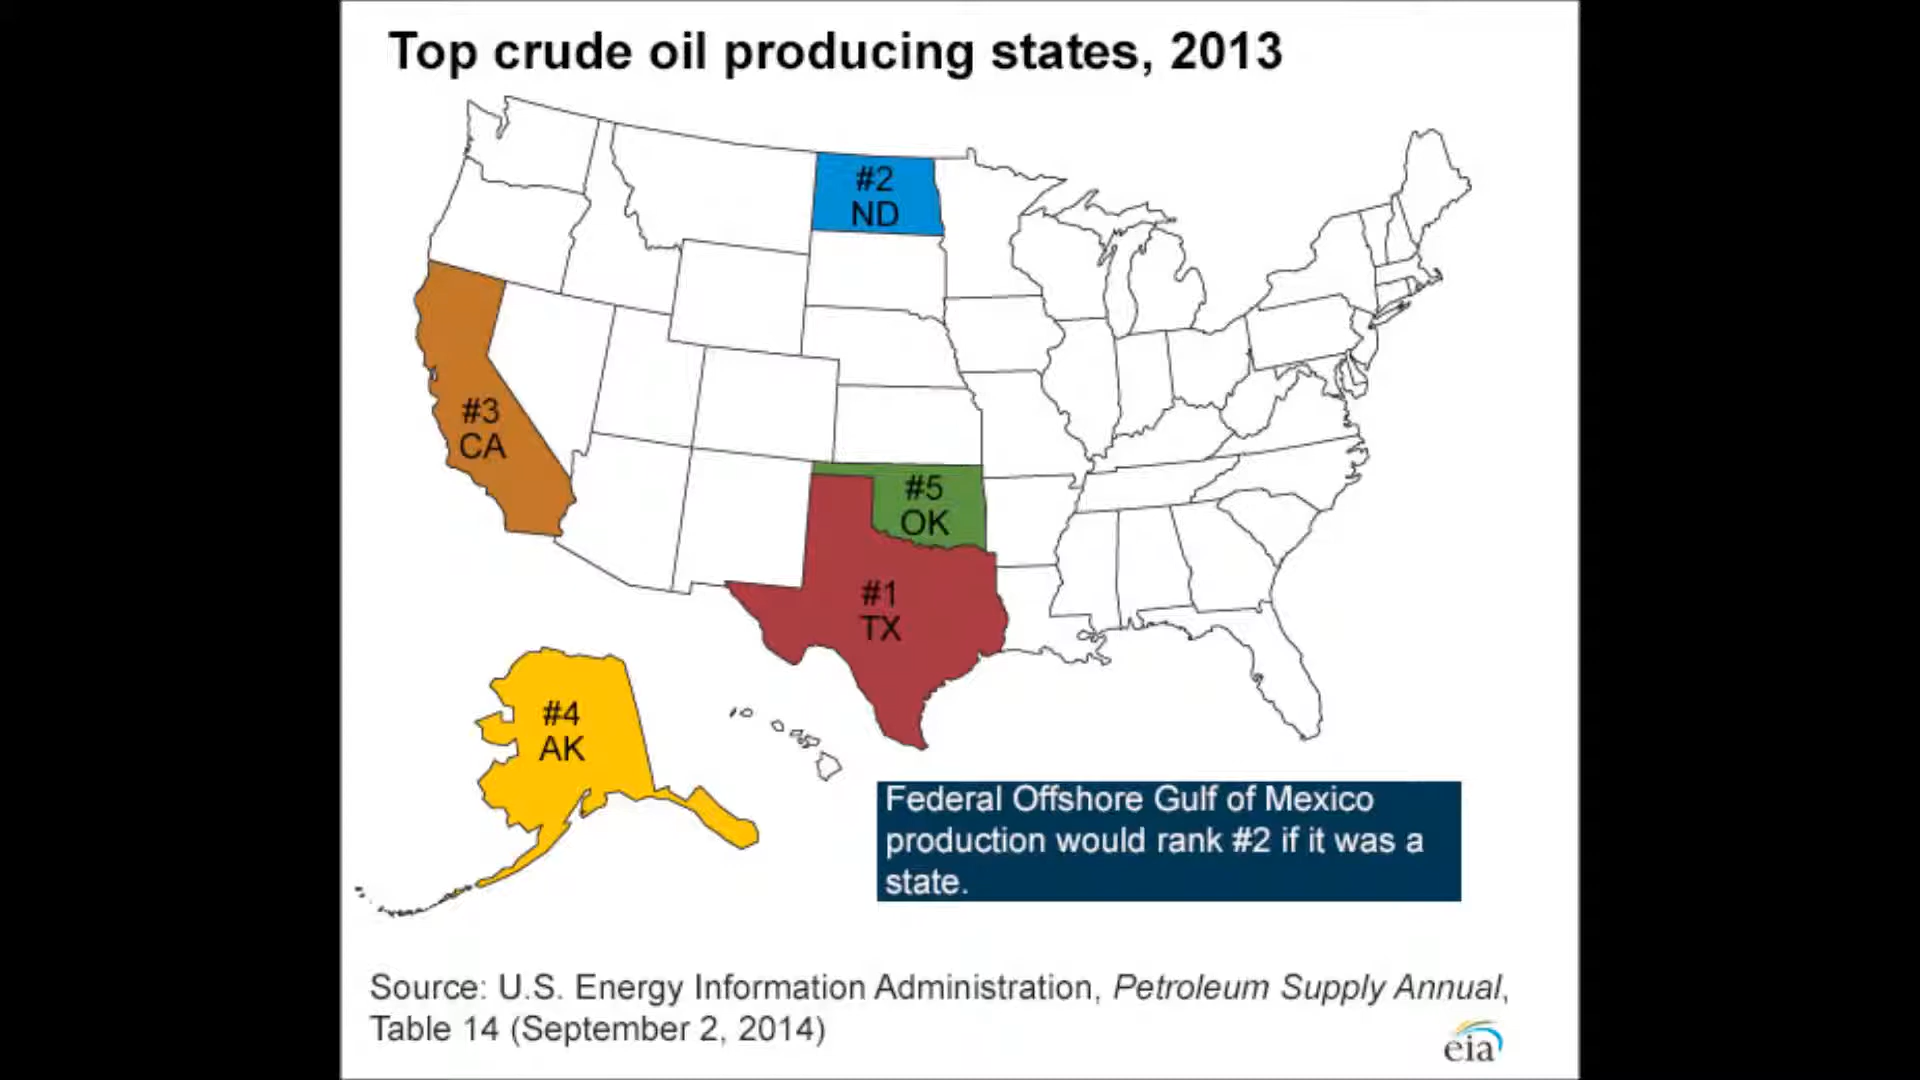 Top crude oil producing states, 2013
#2
ND
#3
CA
#5
OK
#1
TX
#4
AK
Federal Offshore Gulf of Mexico
production would rank #2 if it was a
state.
Source: U.S. Energy Information Administration, Petroleum Supply Annual,
Table 14 (September 2, 2014)
eia